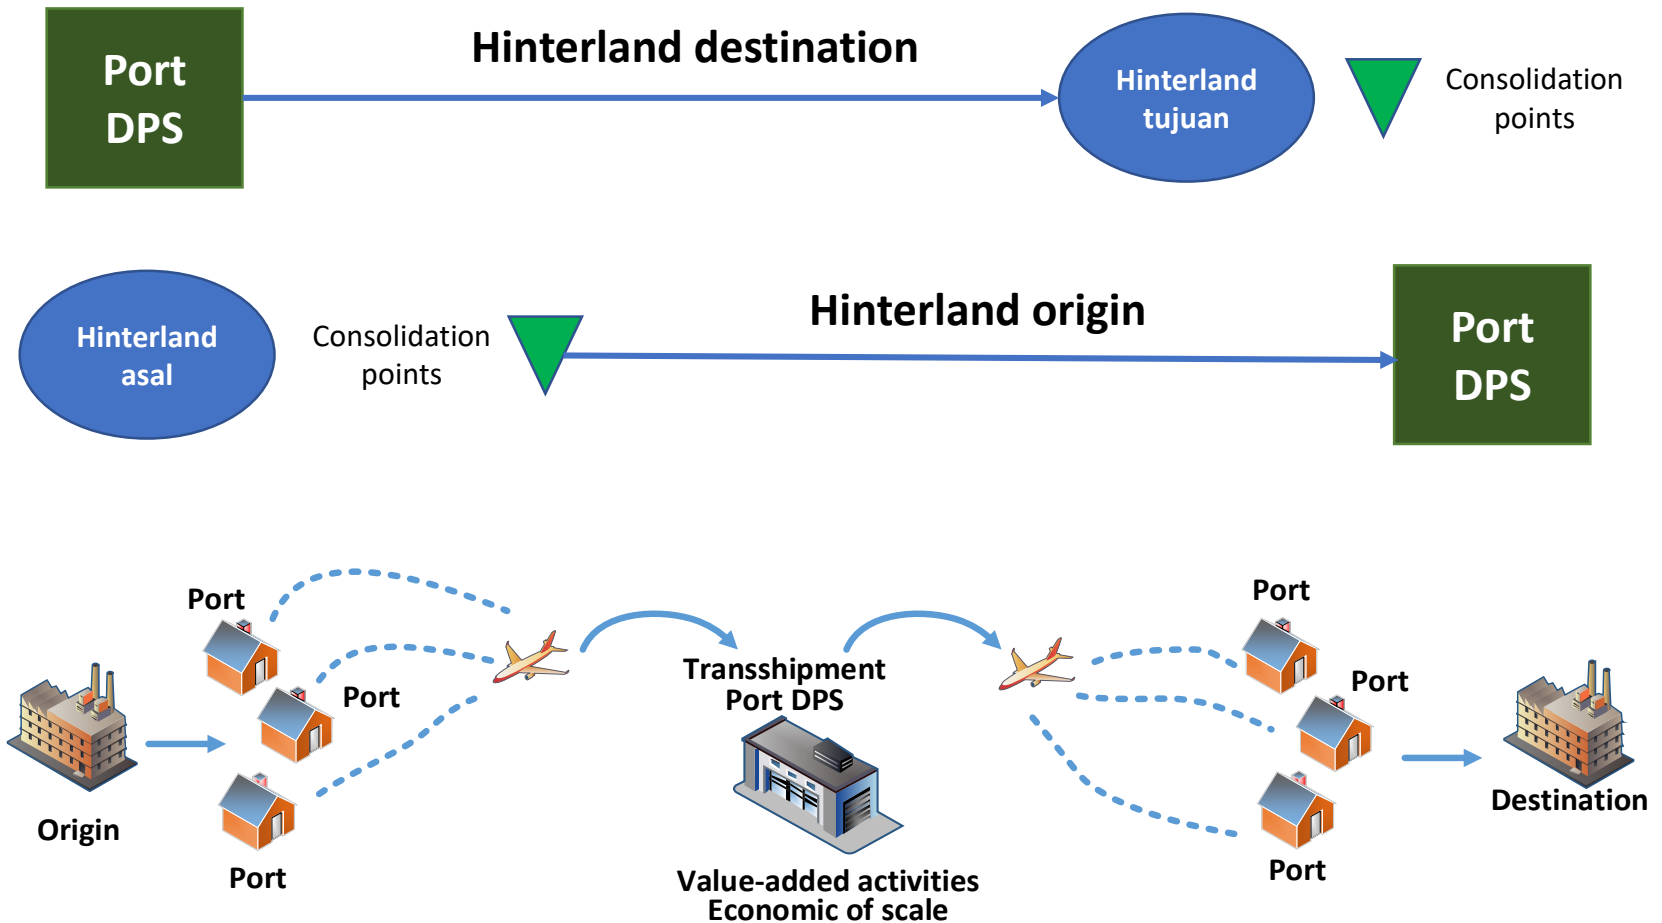 Port
DPS
Hinterland destination
Hinterland
tujuan
Consolidation
points
Hinterland
asal
Consolidation
points
Hinterland origin
Port
DPS
Port
Port
Port
Origin
Transshipment
Port DPS
Value-added activities
Economic of scale
Port
Port
Port
Destination